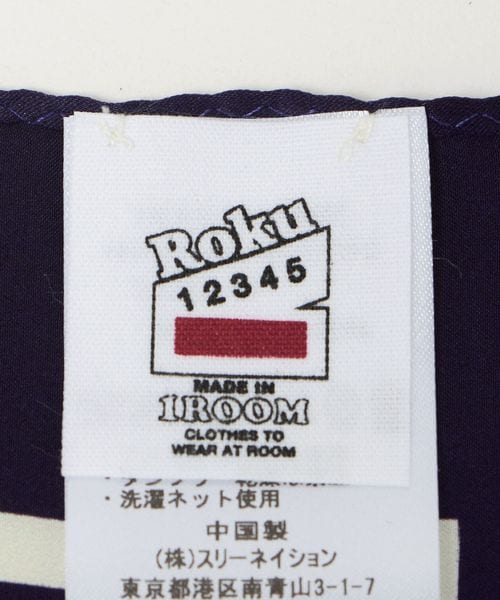 Roku
12345
MADE IN
IROOM
CLOTHES TO
WEAR AT ROOM
・洗濯ネット使用
中国製
(株)スリーネイション
東京都港区南青山3-1-7